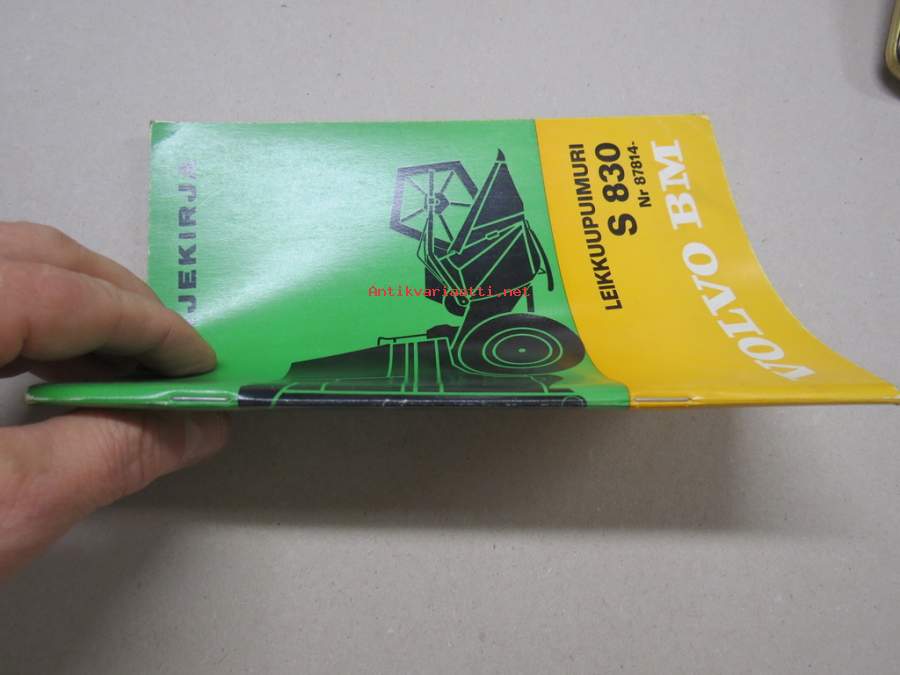 VOLVO BM
LEIKKUUPUIMURI
S 830
Nr 87814-
JEKIRJA
Antikvariaatti.net